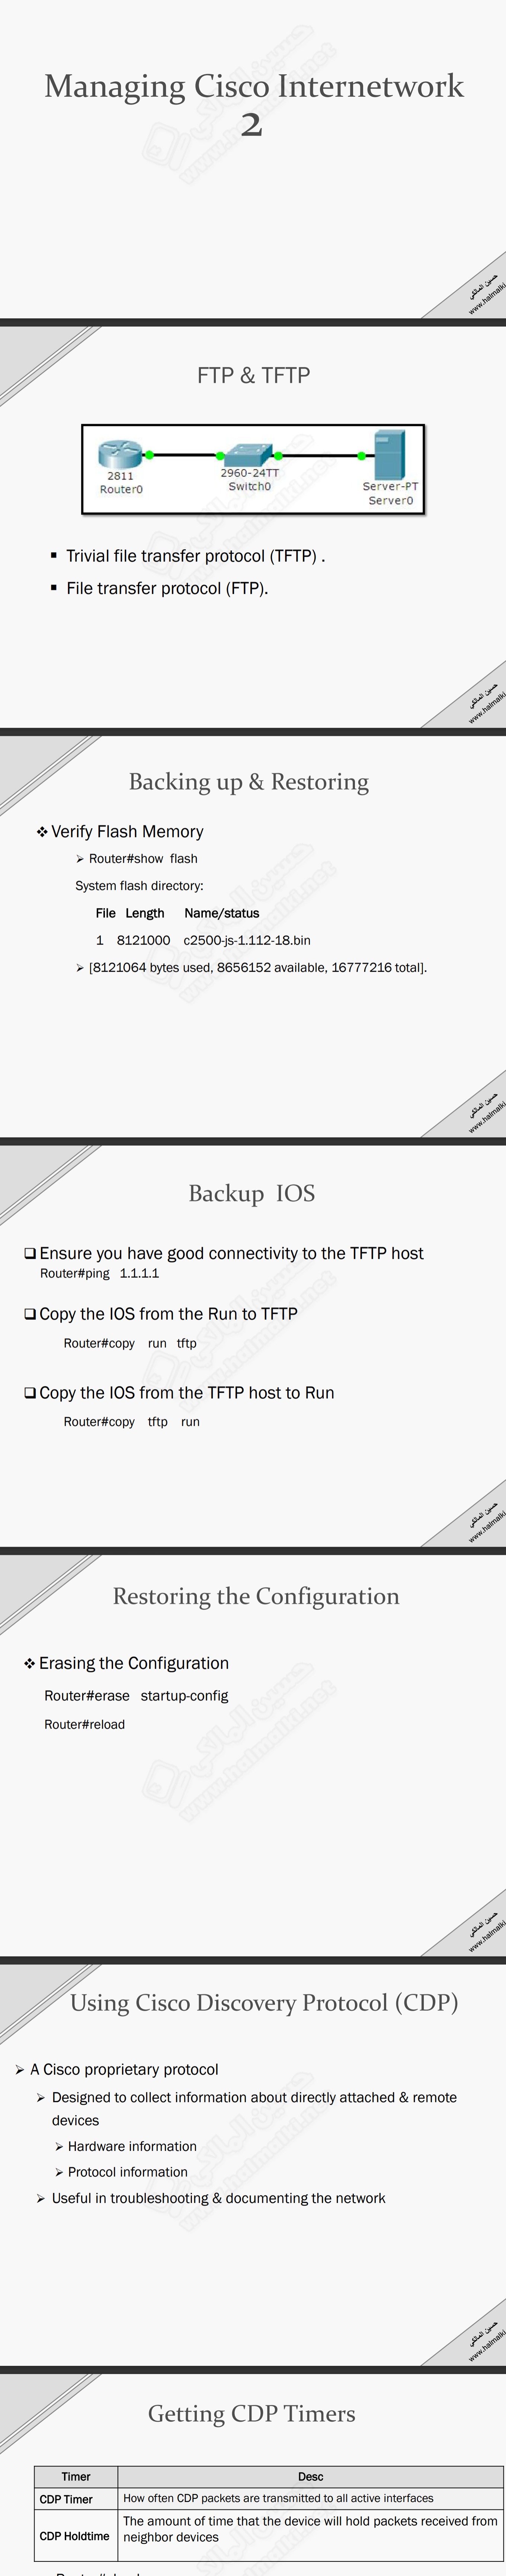 Managing Cisco Internetwork
2
حسين المالكي
www.halmalki
FTP & TFTP
2811
Router0
2960-24TT
Switch0
Server-PT
Server0
▪ Trivial file transfer protocol (TFTP) .
▪ File transfer protocol (FTP).
حسين المالكي
www.halmalki
Backing up & Restoring
❖ Verify Flash Memory
➢ Router#show flash
System flash directory:
File Length Name/status
1 8121000 c2500-js-1.112-18.bin
➢ [8121064 bytes used, 8656152 available, 16777216 total].
حسين المالكي
www.halmalki
Backup IOS
❑ Ensure you have good connectivity to the TFTP host
Router#ping 1.1.1.1
❑ Copy the IOS from the Run to TFTP
Router#copy run tftp
❑ Copy the IOS from the TFTP host to Run
Router#copy tftp run
حسين المالكي
www.halmalki
Restoring the Configuration
❖ Erasing the Configuration
Router#erase startup-config
Router#reload
حسين المالكي
www.halmalki
Using Cisco Discovery Protocol (CDP)
➢ A Cisco proprietary protocol
➢ Designed to collect information about directly attached & remote
devices
➢ Hardware information
➢ Protocol information
➢ Useful in troubleshooting & documenting the network
حسين المالكي
www.halmalki
Getting CDP Timers
Timer Desc
CDP Timer How often CDP packets are transmitted to all active interfaces
CDP Holdtime The amount of time that the device will hold packets received from
neighbor devices